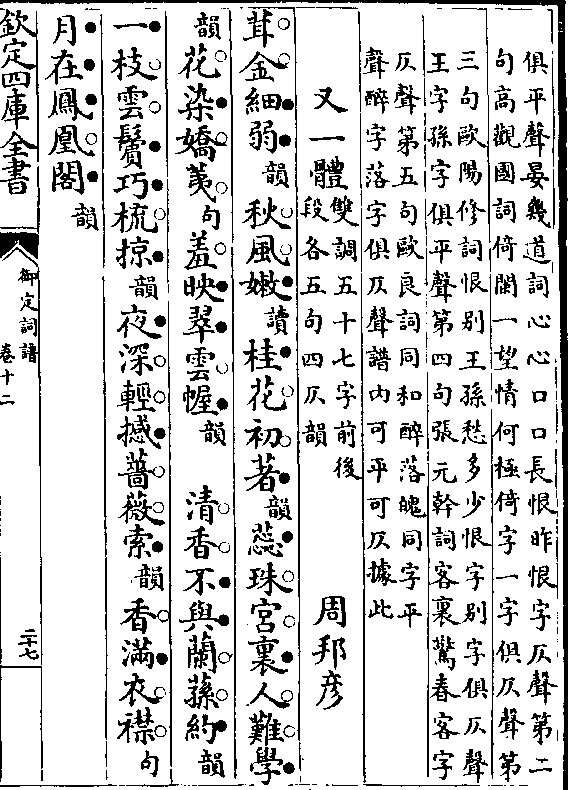 俱平聲晏幾道詞心心口口長恨昨恨字仄聲第二
句高觀國詞倚闌一望情何極倚字一字俱仄聲第
三句歐陽修詞恨别王孫愁多少恨字别字俱仄聲
王字孫字俱平聲第四句張元幹詞客裏驚春客字
仄聲第五句歐良詞同和醉落魄同字平
聲醉字落字俱仄聲譜内可平可仄據此
又一體 雙調五十七字前後段各五句四仄韻 周邦彦
茸金細弱韻秋風嫩讀桂花初著韻蕊珠宫裏人難學
韻花染嬌荑句羞映翠雲幄韻 清香不與蘭蓀約韻
一枝雲鬢巧梳掠韻夜深輕撼薔薇索韻香滿衣襟句
月在鳳凰閣韻
欽定四庫全書 御定詞譜 卷十二 二十七